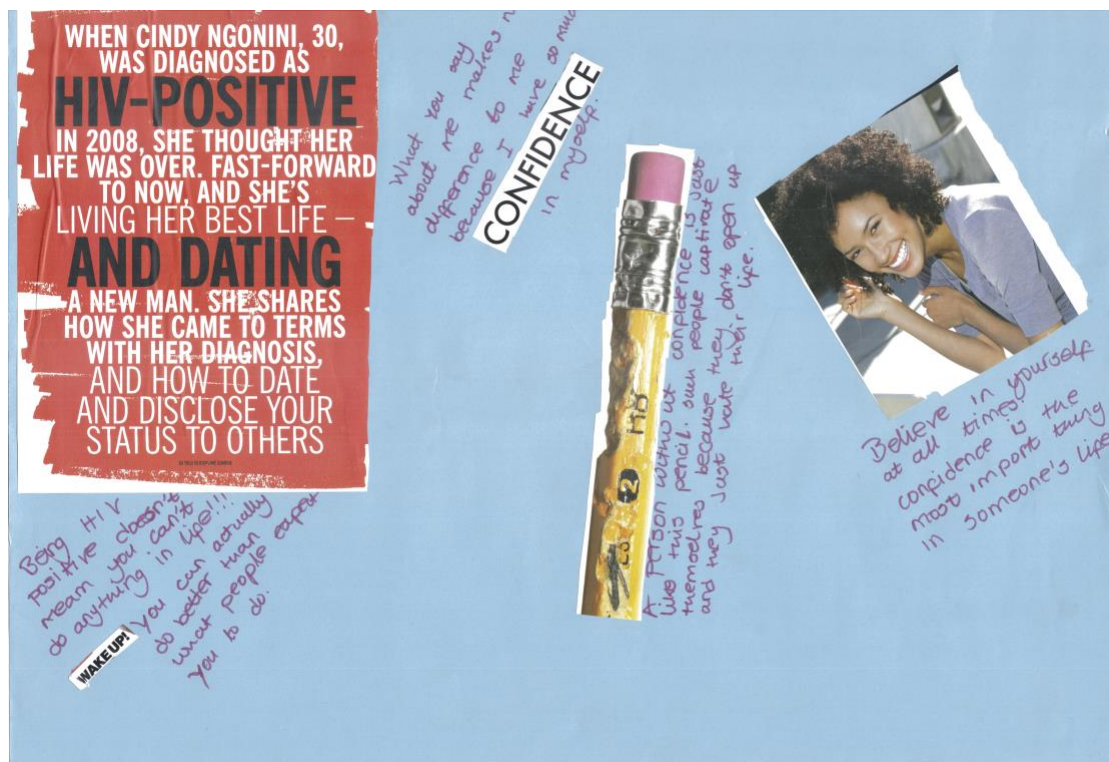 WHEN CINDY NGONINI, 30,
WAS DIAGNOSED AS
HIV-POSITIVE
IN 2008, SHE THOUGHT HER
LIFE WAS OVER. FAST-FORWARD
TO NOW, AND SHE'S
LIVING HER BEST LIFE –
AND DATING
A NEW MAN. SHE SHARES
HOW SHE CAME TO TERMS
WITH HER DIAGNOSIS,
AND HOW TO DATE
AND DISCLOSE YOUR
STATUS TO OTHERS
Being HIV
positive doesn't
mean you can't
do anything in life!!!
WAKE UP!
You can actually
do better than
what people expect
you to do.
What you say
about me makes n
difference to me
because I have so muc
CONFIDENCE
in myself.
HB
2
A person without confidence is just
like this pencil. such people captivate
themselves because they don't open up
and they just hate their life.
Believe in yourself
at all times!
confidence is the
most import thing
in someone's life